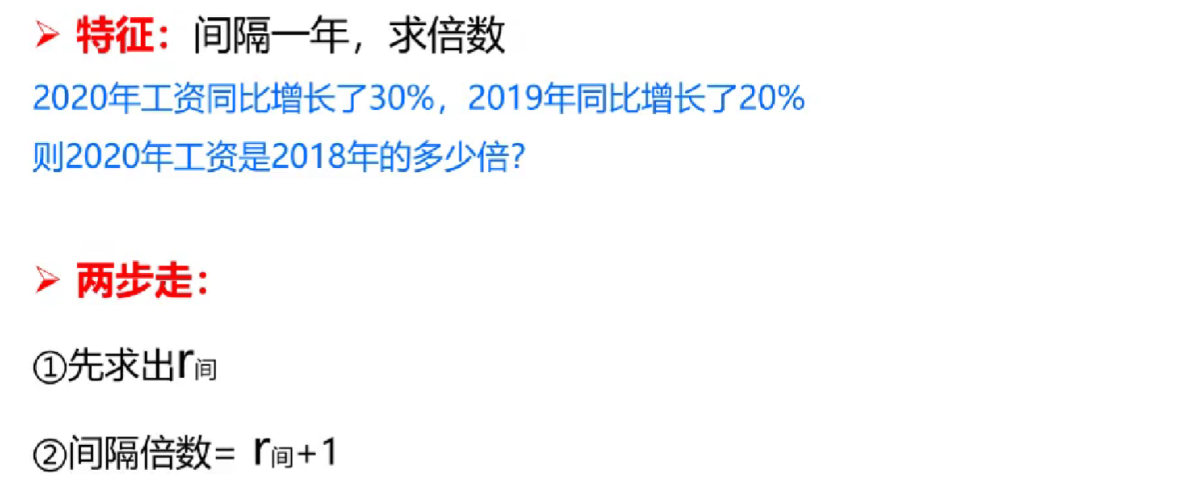 ➢ 特征：间隔一年，求倍数
2020年工资同比增长了30%，2019年同比增长了20%
则2020年工资是2018年的多少倍？
➢ 两步走：
①先求出r间
②间隔倍数= r间+1